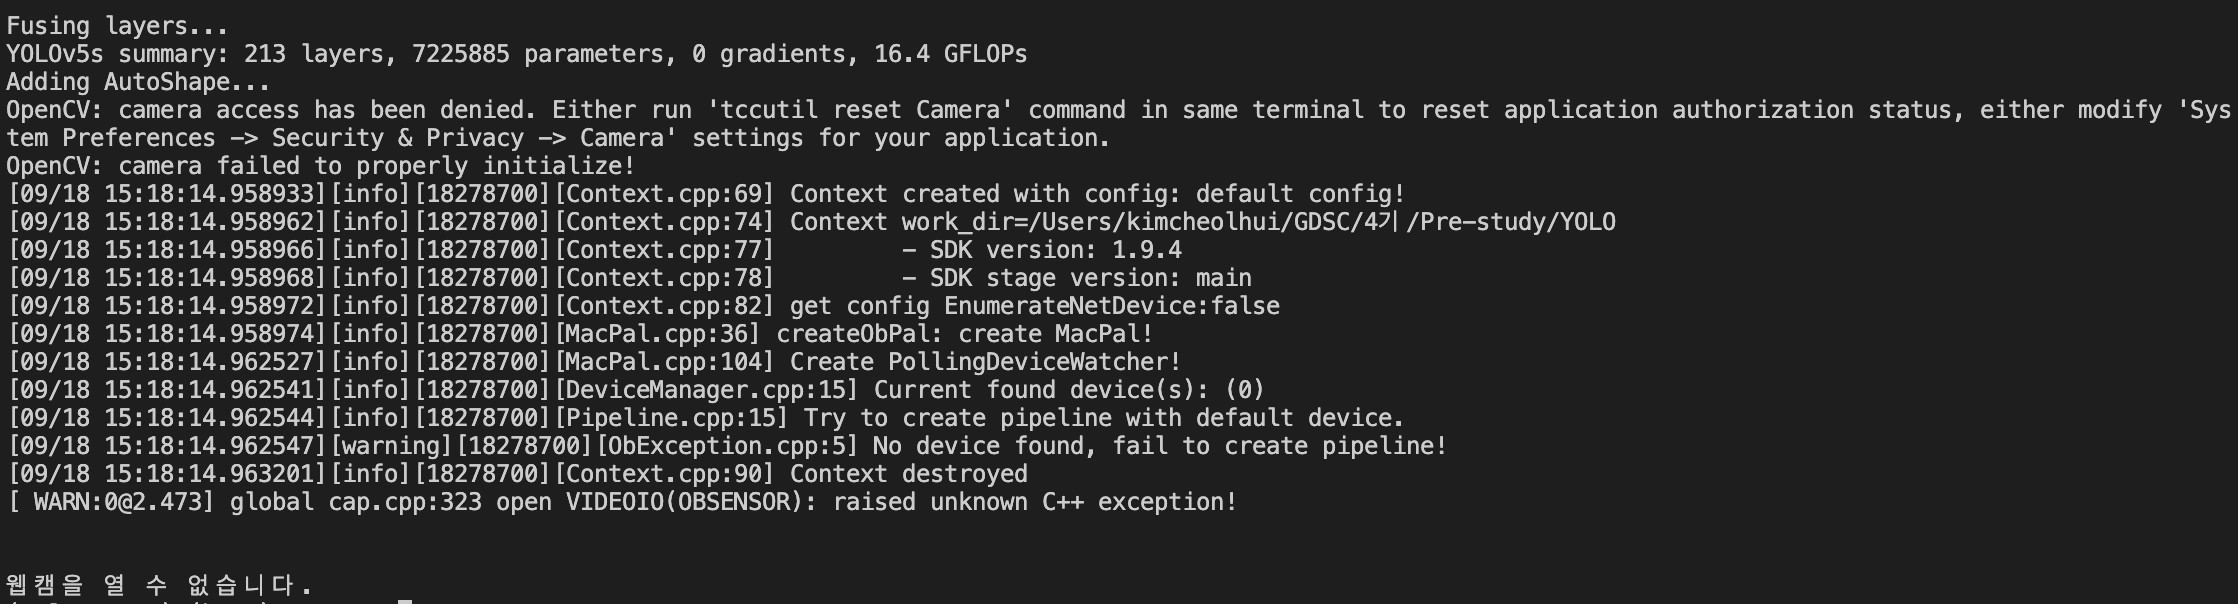 Fusing layers...
YOLOv5s summary: 213 layers, 7225885 parameters, 0 gradients, 16.4 GFLOPs
Adding AutoShape...
OpenCV: camera access has been denied. Either run 'tccutil reset Camera' command in same terminal to reset application authorization status, either modify 'Sys
tem Preferences -> Security & Privacy -> Camera' settings for your application.
OpenCV: camera failed to properly initialize!
[09/18 15:18:14.958933][info][18278700][Context.cpp:69] Context created with config: default config!
[09/18 15:18:14.958962][info][18278700][Context.cpp:74] Context work_dir=/Users/kimcheolhui/GDSC/4기/Pre-study/YOLO
[09/18 15:18:14.958966][info][18278700][Context.cpp:77]         - SDK version: 1.9.4
[09/18 15:18:14.958968][info][18278700][Context.cpp:78]         - SDK stage version: main
[09/18 15:18:14.958972][info][18278700][Context.cpp:82] get config EnumerateNetDevice:false
[09/18 15:18:14.958974][info][18278700][MacPal.cpp:36] createObPal: create MacPal!
[09/18 15:18:14.962527][info][18278700][MacPal.cpp:104] Create PollingDeviceWatcher!
[09/18 15:18:14.962541][info][18278700][DeviceManager.cpp:15] Current found device(s): (0)
[09/18 15:18:14.962544][info][18278700][Pipeline.cpp:15] Try to create pipeline with default device.
[09/18 15:18:14.962547][warning][18278700][ObException.cpp:5] No device found, fail to create pipeline!
[09/18 15:18:14.963201][info][18278700][Context.cpp:90] Context destroyed
[ WARN:0@2.473] global cap.cpp:323 open VIDEOIO(OBSENSOR): raised unknown C++ exception!
웹캠을 열 수 없습니다.